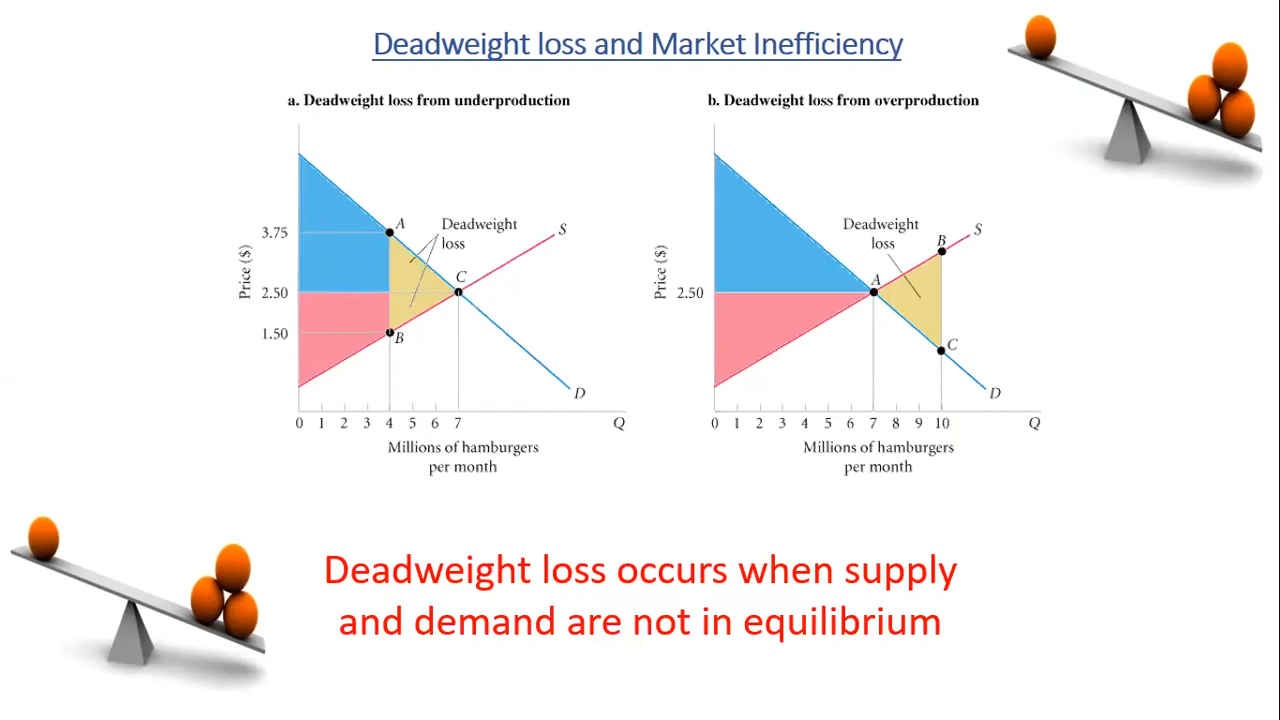 Deadweight loss and Market Inefficiency
a. Deadweight loss from underproduction
3.75
2.50
1.50
Price ($)
A
B
C
Deadweight
loss
S
D
0 1 2 3 4 5 6 7 Q
Millions of hamburgers
per month
b. Deadweight loss from overproduction
2.50
Price ($)
Deadweight
loss
A
B
C
S
D
0 1 2 3 4 5 6 7 8 9 10 Q
Millions of hamburgers
per month
Deadweight loss occurs when supply
and demand are not in equilibrium